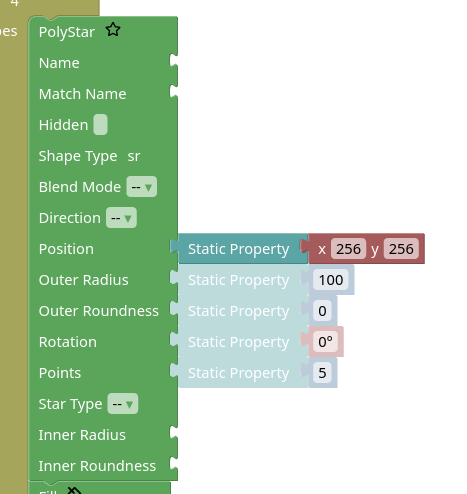 4
pes
PolyStar
Name
Match Name
Hidden
Shape Type sr
Blend Mode -- ▾
Direction -- ▾
Position Static Property x 256 y 256
Outer Radius Static Property 100
Outer Roundness Static Property 0
Rotation Static Property 0°
Points Static Property 5
Star Type -- ▾
Inner Radius
Inner Roundness